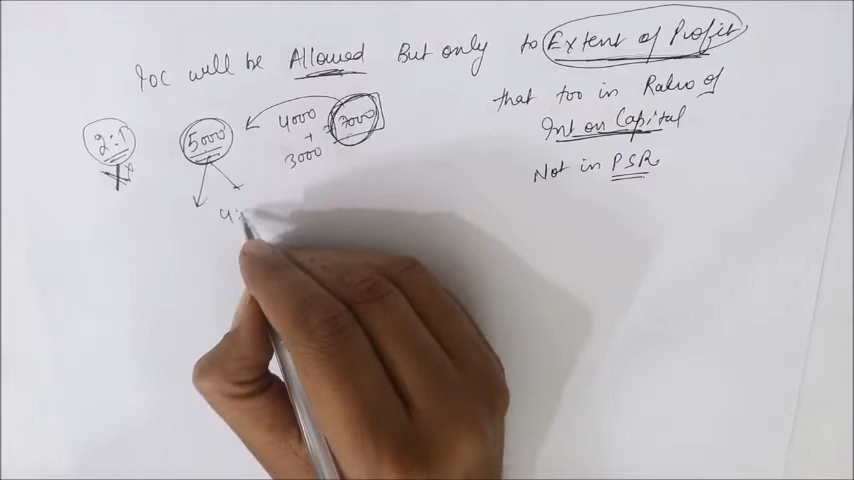 IOC will be Allowed But only to Extent of Profit
that too in Ratio of
Int on Capital
Not in PSR
2:1
5000
4000
+
3000
= 7000
4: